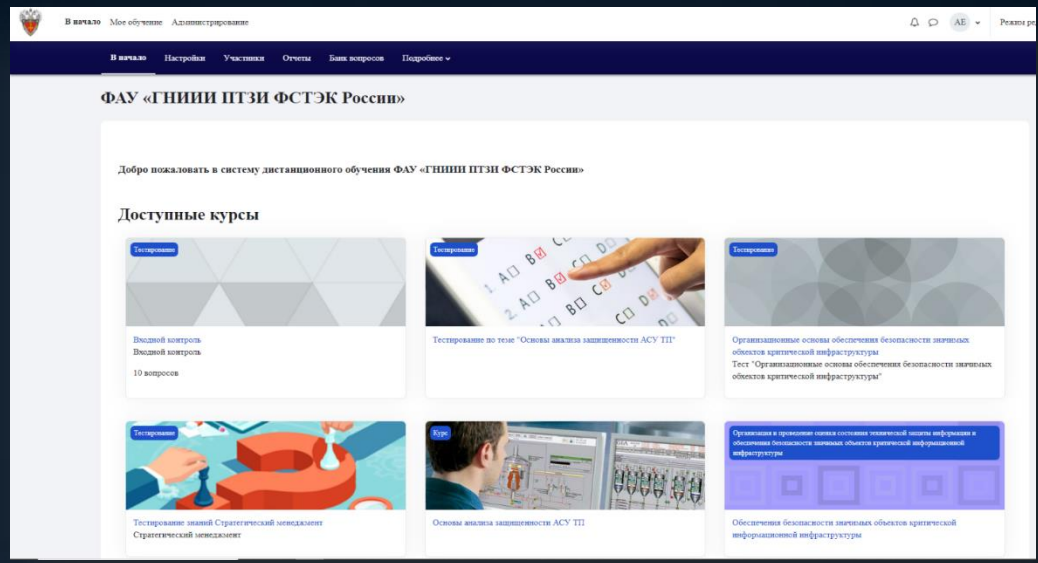 В начало Мое обучение Администрирование
АЕ
Режим ре
В начало Настройки Участники Отчеты Банк вопросов Подробнее
ФАУ «ГНИИИ ПТЗИ ФСТЭК России»
Добро пожаловать в систему дистанционного обучения ФАУ «ГНИИИ ПТЗИ ФСТЭК России»
Доступные курсы
Тестирование
Входной контроль
Входной контроль
10 вопросов
Тестирование
1. A B C D
2. A B C D
A B C D
Тестирование по теме "Основы анализа защищенности АСУ ТП"
Тестирование
Организационные основы обеспечения безопасности значимых
объектов критической инфраструктуры
Тест "Организационные основы обеспечения безопасности значимых
объектов критической инфраструктуры"
Тестирование
Тестирование знаний Стратегический менеджмент
Стратегический менеджмент
Курс
Основы анализа защищенности АСУ ТП
Организация и проведение оценки состояния технической защиты информации и
обеспечения безопасности значимых объектов критической информационной
инфраструктуры
Обеспечения безопасности значимых объектов критической
информационной инфраструктуры